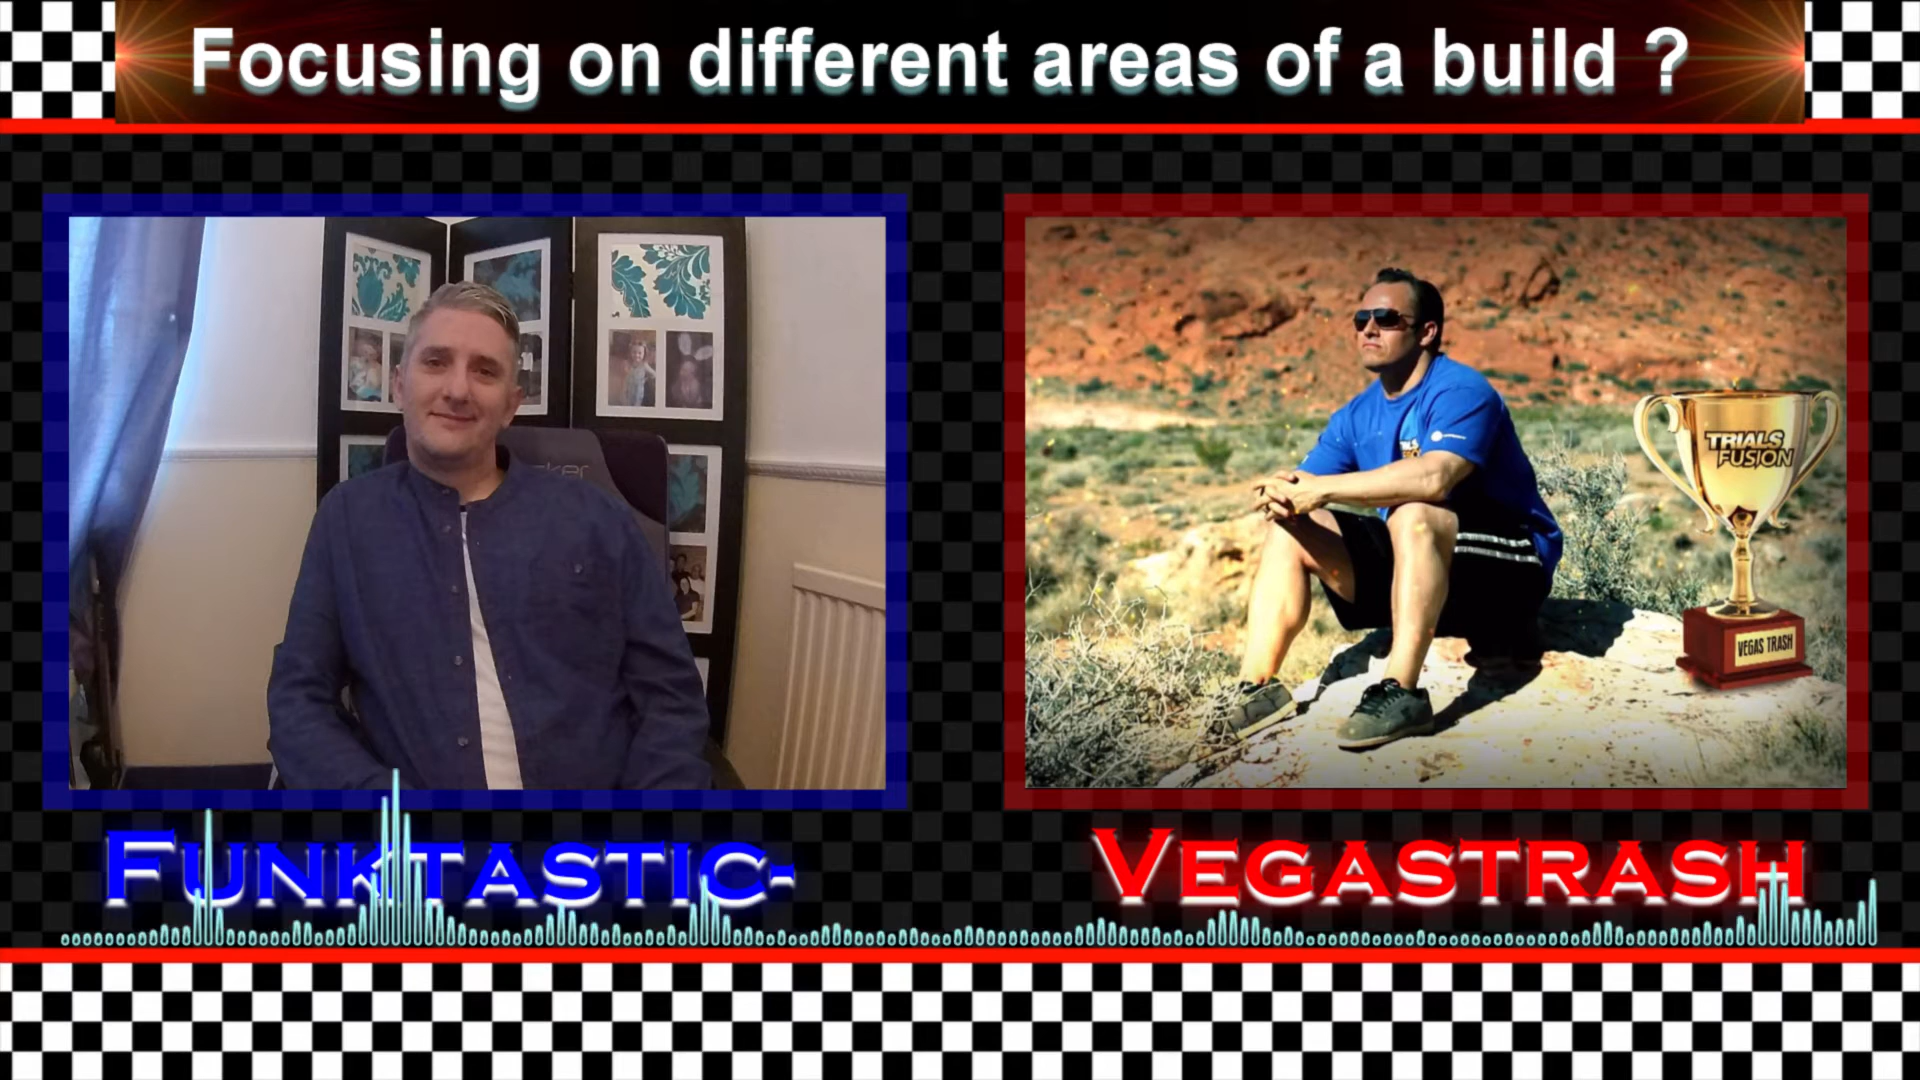 Focusing on different areas of a build ?
TRIALS
FUSION
VEGAS TRASH
FUNKTASTIC-
VEGASTRASH